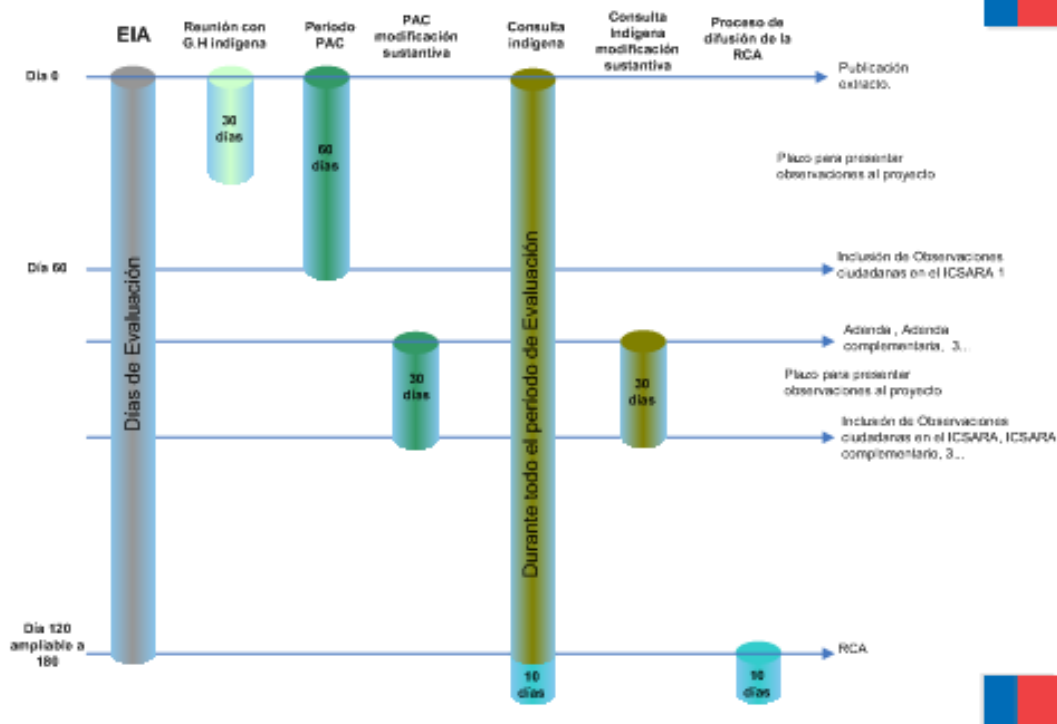 EIA
Reunión con
G.H indígena
Período
PAC
PAC
modificación
sustantiva
Consulta
indígena
Consulta
Indígena
modificación
sustantiva
Proceso de
difusión de la
RCA
Día 0
Publicación
extracto.
30
días
60
días
Plazo para presentar
observaciones al proyecto
Días de Evaluación
Durante todo el período de Evaluación
Día 60
Inclusión de Observaciones
ciudadanas en el ICSARA 1
Adenda , Adenda
complementaria, 3...
30
días
30
días
Plazo para presentar
observaciones al proyecto
Inclusión de Observaciones
ciudadanas en el ICSARA, ICSARA
complementario, 3...
Día 120
ampliable a
180
RCA
10
días
10
días